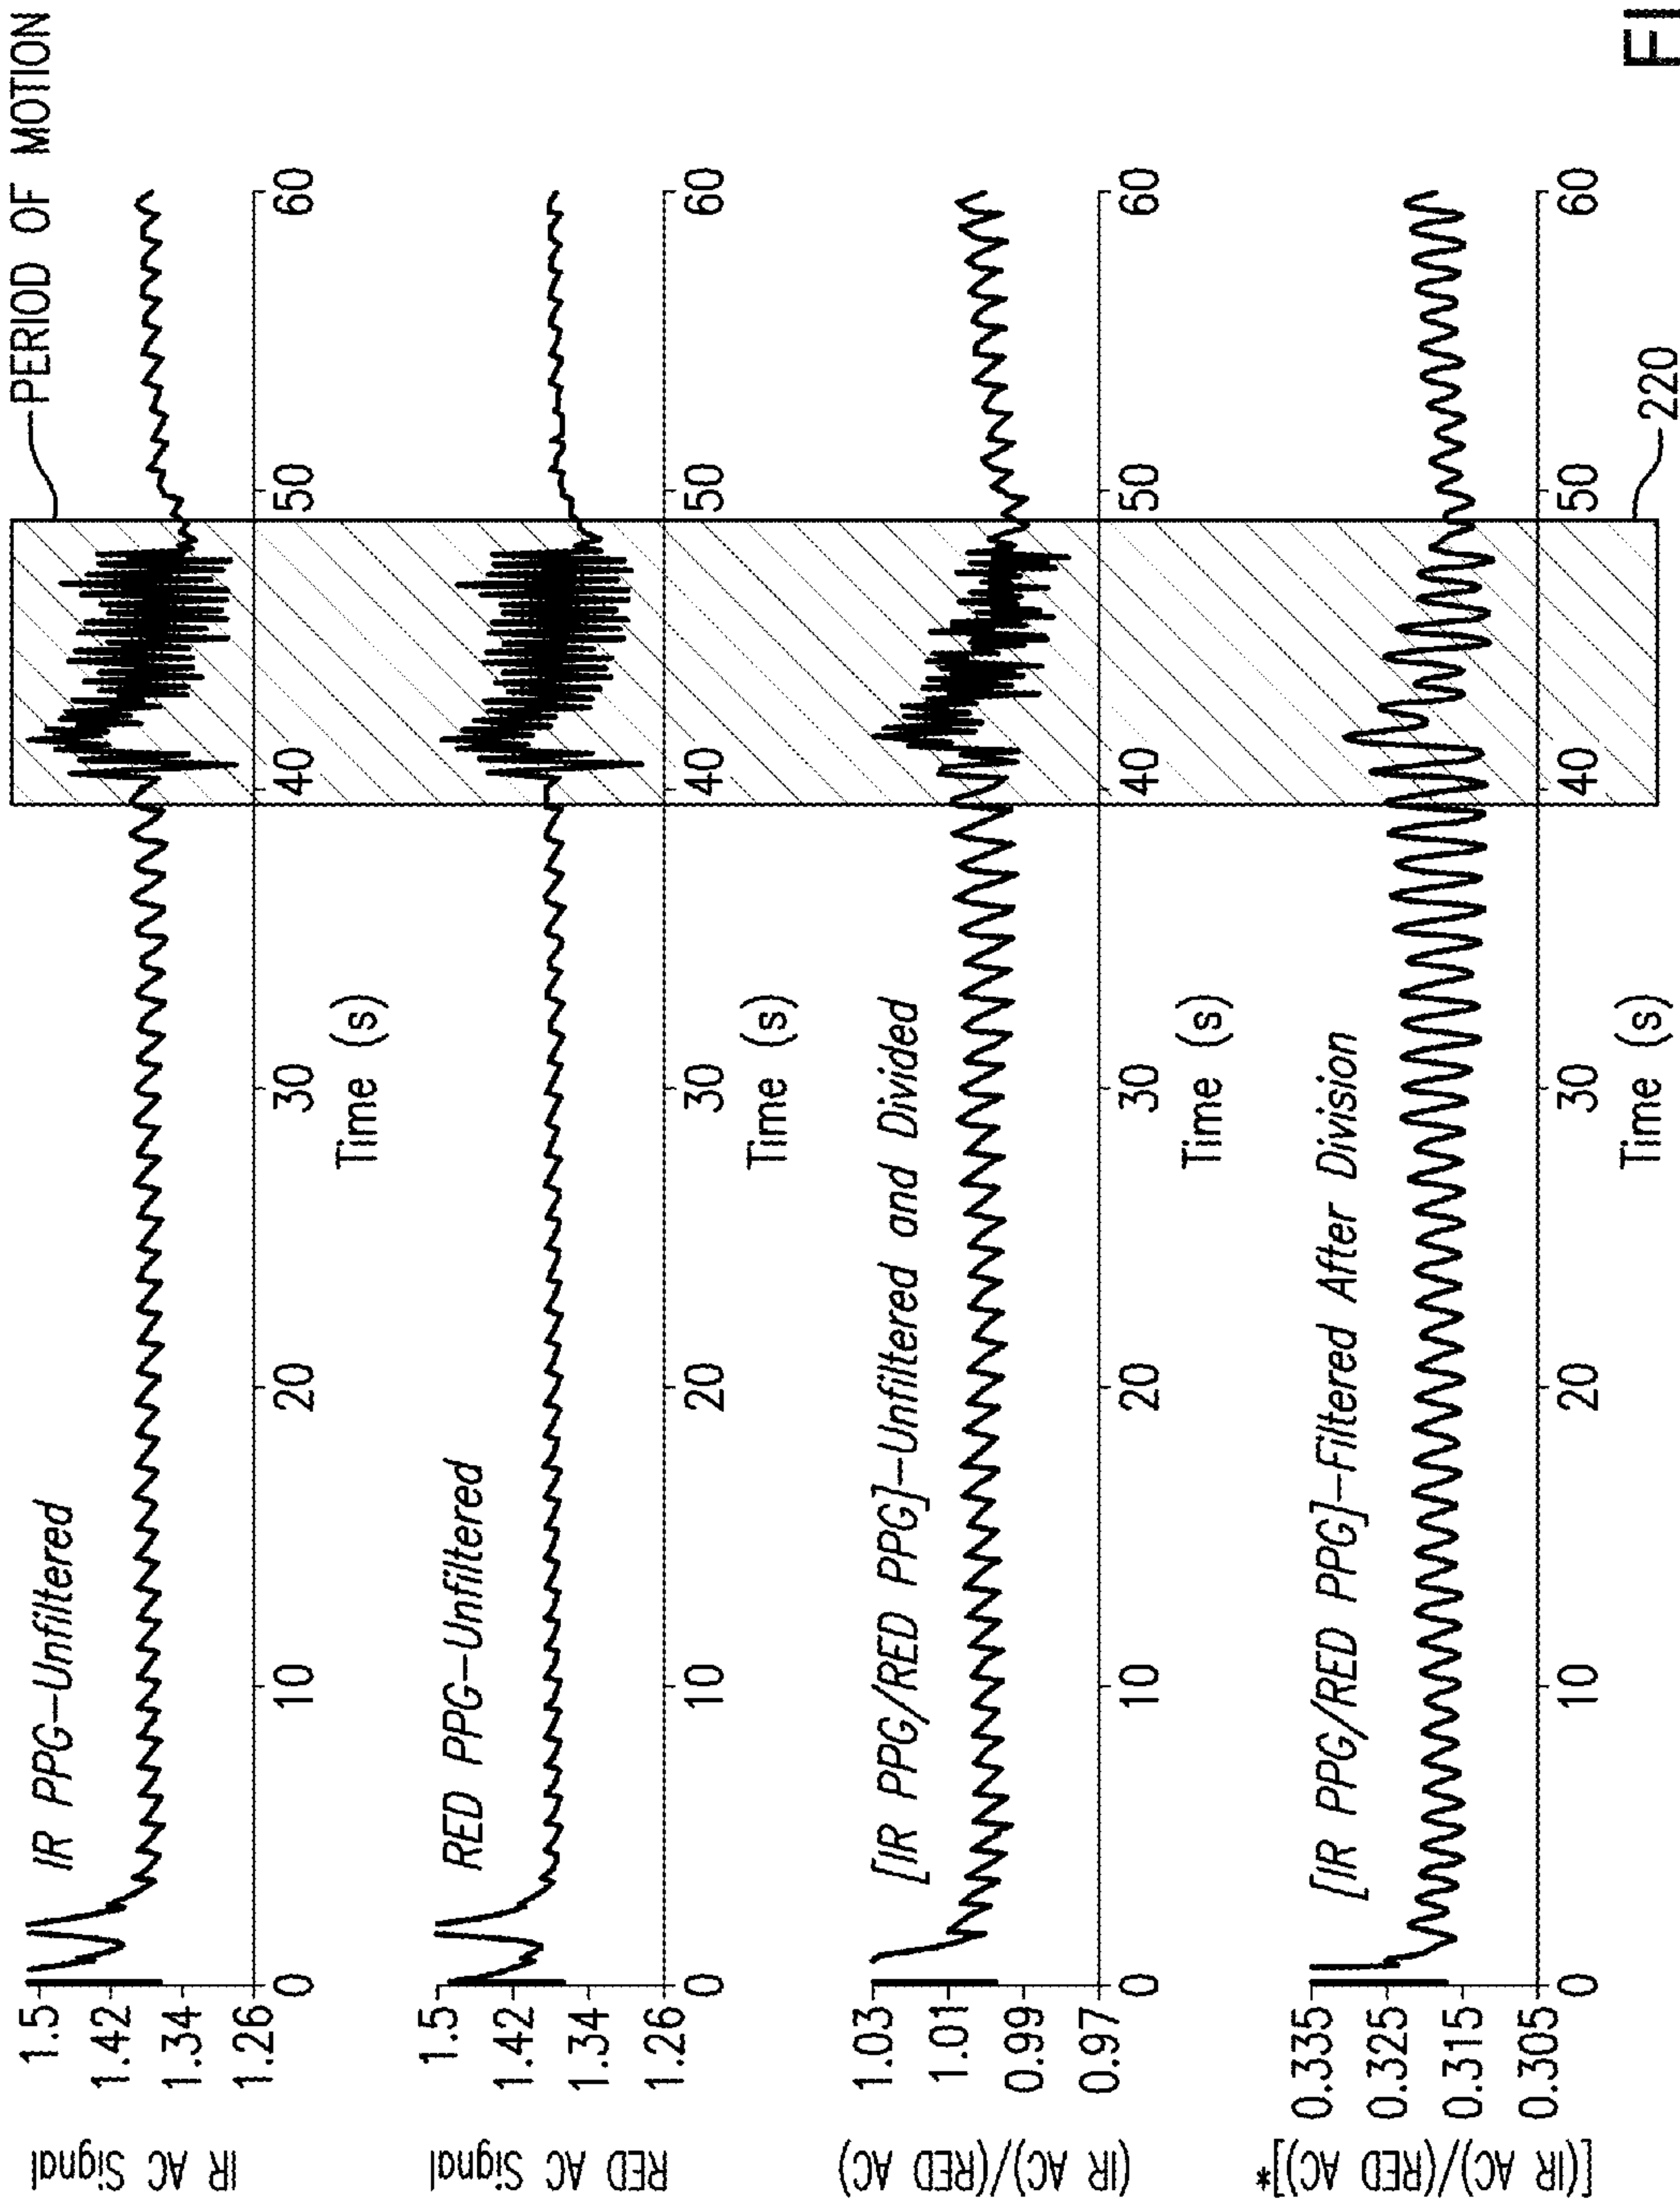 PERIOD OF MOTION
IR PPG–Unfiltered
IR AC Signal
1.5
1.42
1.34
1.26
0 10 20 30 40 50 60
Time (s)
RED PPG–Unfiltered
RED AC Signal
1.5
1.42
1.34
1.26
0 10 20 30 40 50 60
Time (s)
[IR PPG/RED PPG]–Unfiltered and Divided
(IR AC)/(RED AC)
1.03
1.01
0.99
0.97
0 10 20 30 40 50 60
Time (s)
[IR PPG/RED PPG]–Filtered After Division
[(IR AC)/(RED AC)]*
0.335
0.325
0.315
0.305
0 10 20 30 40 50 60
Time (s)
220